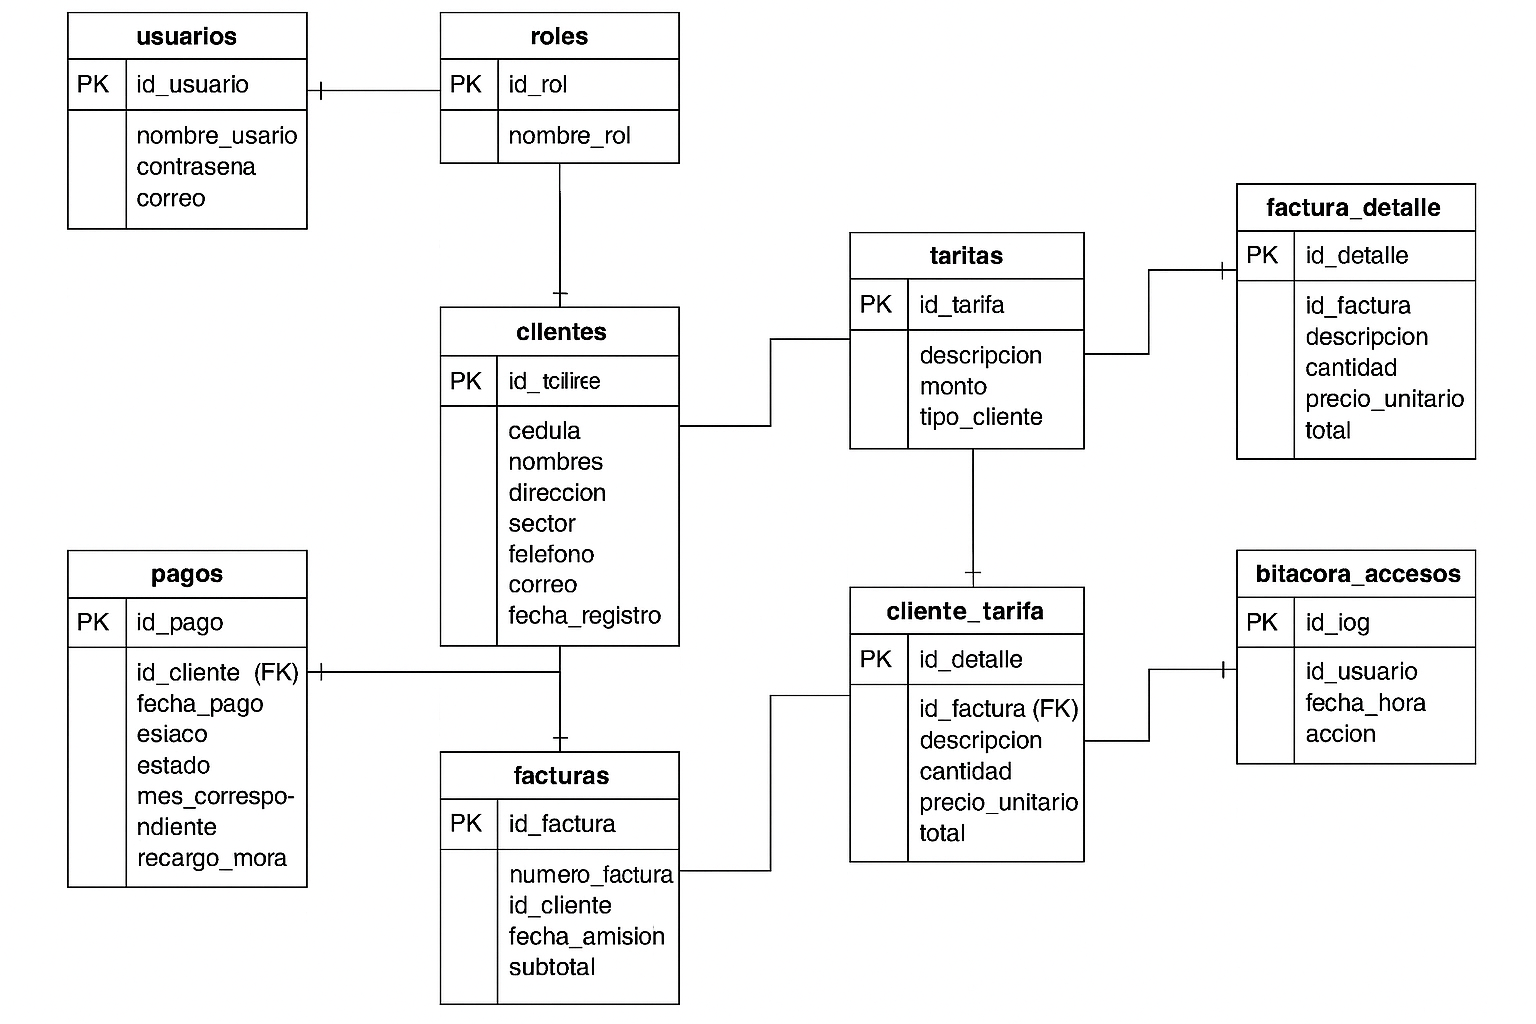 usuarios
PK id_usuario
nombre_usario
contrasena
correo
roles
PK id_rol
nombre_rol
factura_detalle
PK id_detalle
id_factura
descripcion
cantidad
precio_unitario
total
taritas
PK id_tarifa
descripcion
monto
tipo_cliente
cllentes
PK
cedula
nombres
direccion
sector
felefono
correo
fecha_registro
pagos
PK id_pago
id_cliente (FK)
fecha_pago
esiaco
estado
mes_correspo-
ndiente
recargo_mora
cliente_tarifa
PK id_detalle
id_factura (FK)
descripcion
cantidad
precio_unitario
total
bitacora_accesos
PK id_iog
id_usuario
fecha_hora
accion
facturas
PK id_factura
numero_factura
id_cliente
fecha_amision
subtotal